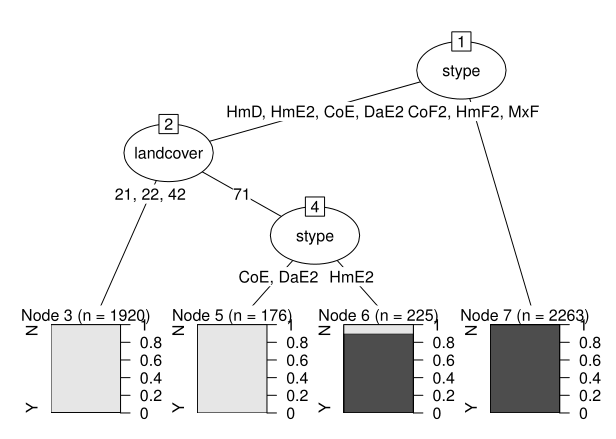 1
stype
HmD, HmE2, CoE, DaE2 CoF2, HmF2, MxF
2
landcover
21, 22, 42
71
4
stype
CoE, DaE2 HmE2
Node 3 (n = 1920) Node 5 (n = 176) Node 6 (n = 225) Node 7 (n = 2263)
N 1 N 1 N 1 N 1
0.8 0.8 0.8 0.8
0.6 0.6 0.6 0.6
0.4 0.4 0.4 0.4
0.2 0.2 0.2 0.2
Y 0 Y 0 Y 0 Y 0